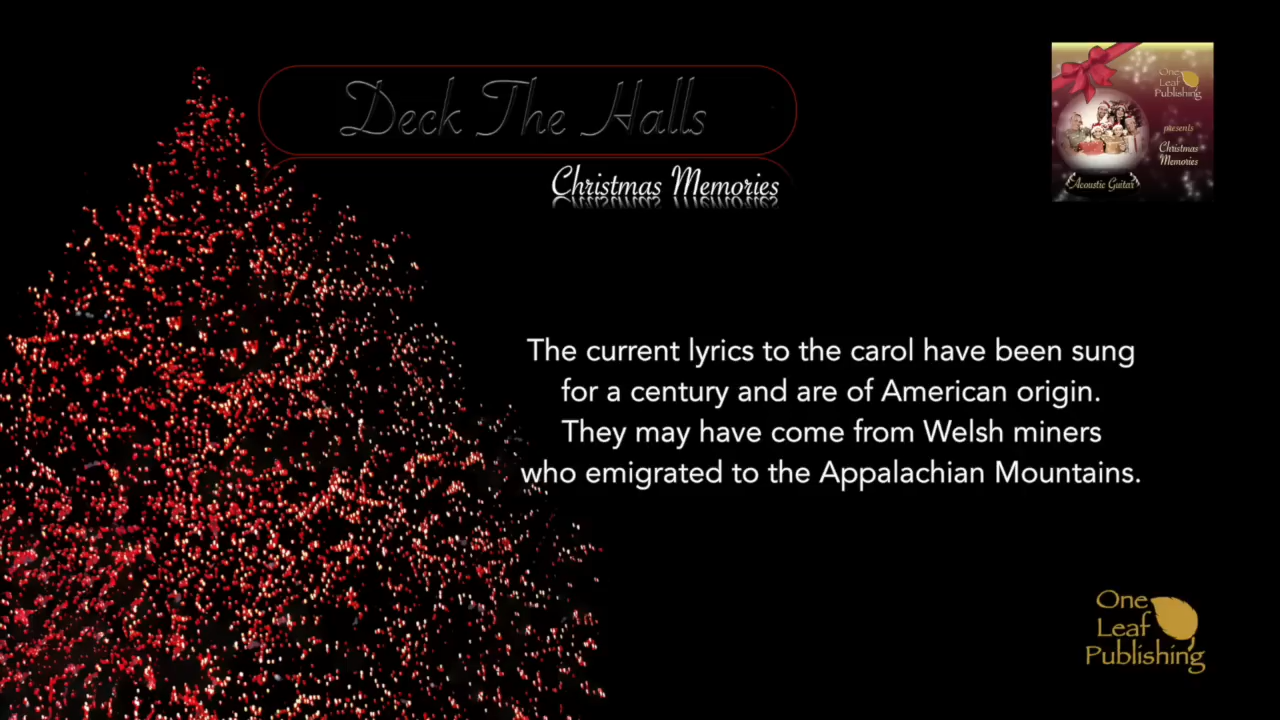 Deck The Halls
Christmas Memories
One
Leaf
Publishing
presents
Christmas
Memories
Acoustic Guitar
The current lyrics to the carol have been sung
for a century and are of American origin.
They may have come from Welsh miners
who emigrated to the Appalachian Mountains.
One
Leaf
Publishing